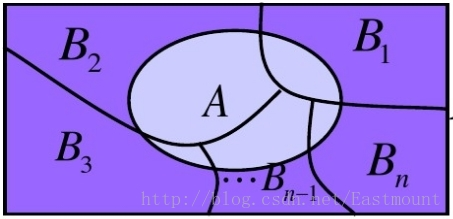 B₂
B₁
A
B₃
⋯Bₙ₋₁
Bₙ
http://blog.csdn.net/Eastmount